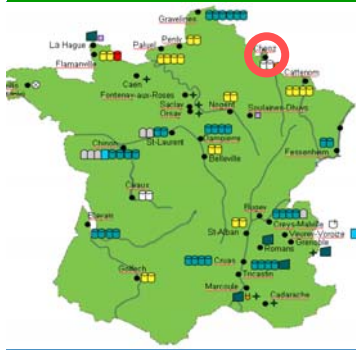 Gravelines
La Hague
Paluel
Penly
Chooz
Flamanville
Cattenom
Caen
Fontenay-aux-Roses
Saclay
Orsay
Nogent
Soulaines-Dhuys
Chinon
St-Laurent
Dampierre
Belleville
Fessenheim
Civaux
Bugey
Creys-Malville
Blayais
St-Alban
Veurey-Voroize
Grenoble
Romans
Cruas
Golfech
Tricastin
Marcoule
Cadarache